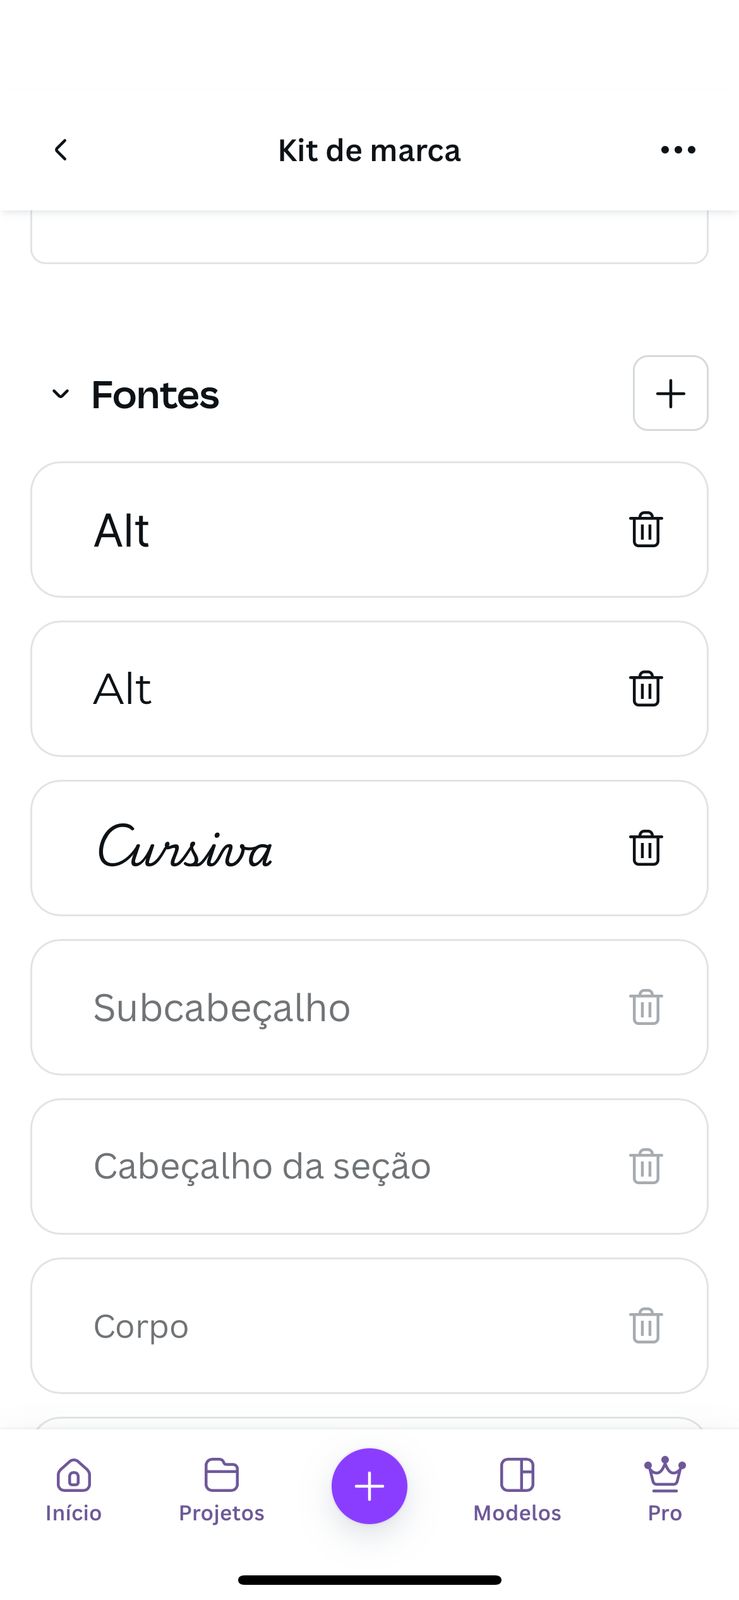 Kit de marca
Fontes
Alt
Alt
Cursiva
Subcabeçalho
Cabeçalho da seção
Corpo
Início
Projetos
Modelos
Pro